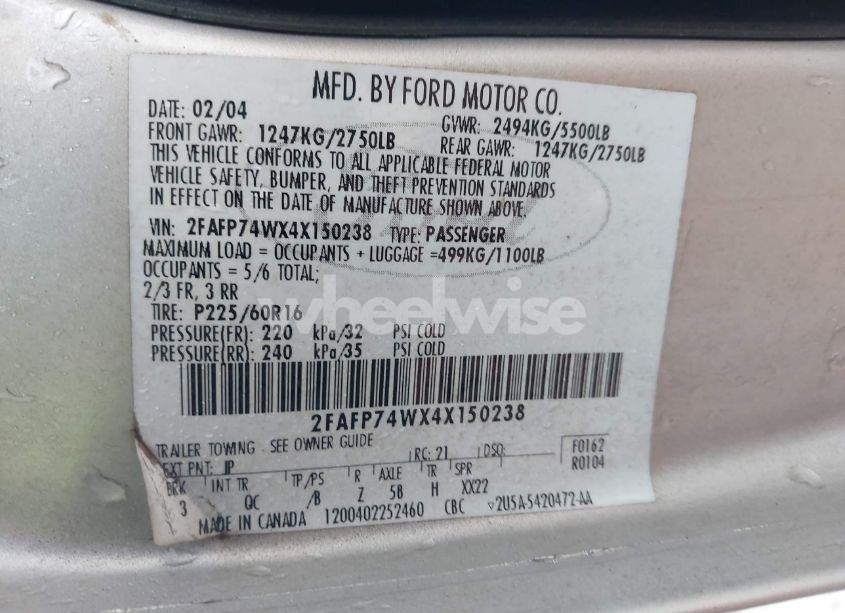 MFD. BY FORD MOTOR CO.
DATE: 02/04 GVWR: 2494KG/5500LB
FRONT GAWR: 1247KG/2750LB REAR GAWR: 1247KG/2750LB
THIS VEHICLE CONFORMS TO ALL APPLICABLE FEDERAL MOTOR
VEHICLE SAFETY, BUMPER, AND THEFT PREVENTION STANDARDS
IN EFFECT ON THE DATE OF MANUFACTURE SHOWN ABOVE.
VIN: 2FAFP74WX4X150238 TYPE: PASSENGER
MAXIMUM LOAD = OCCUPANTS + LUGGAGE =499KG/1100LB
OCCUPANTS = 5/6 TOTAL;
2/3 FR, 3 RR
wheelwise
TIRE: P225/60R16
PRESSURE(FR): 220 kPa/32 PSI COLD
PRESSURE(RR): 240 kPa/35 PSI COLD
2FAFP74WX4X150238
TRAILER TOWING - SEE OWNER GUIDE
EXT PNT: JP RC: 21 DSO: F0162
R0104
BRK INT TR TP/PS R AXLE TR SPR
3 QC /B Z 5B H XX22
MADE IN CANADA 1200402252460 CBC ▽2U5A-5420472-AA